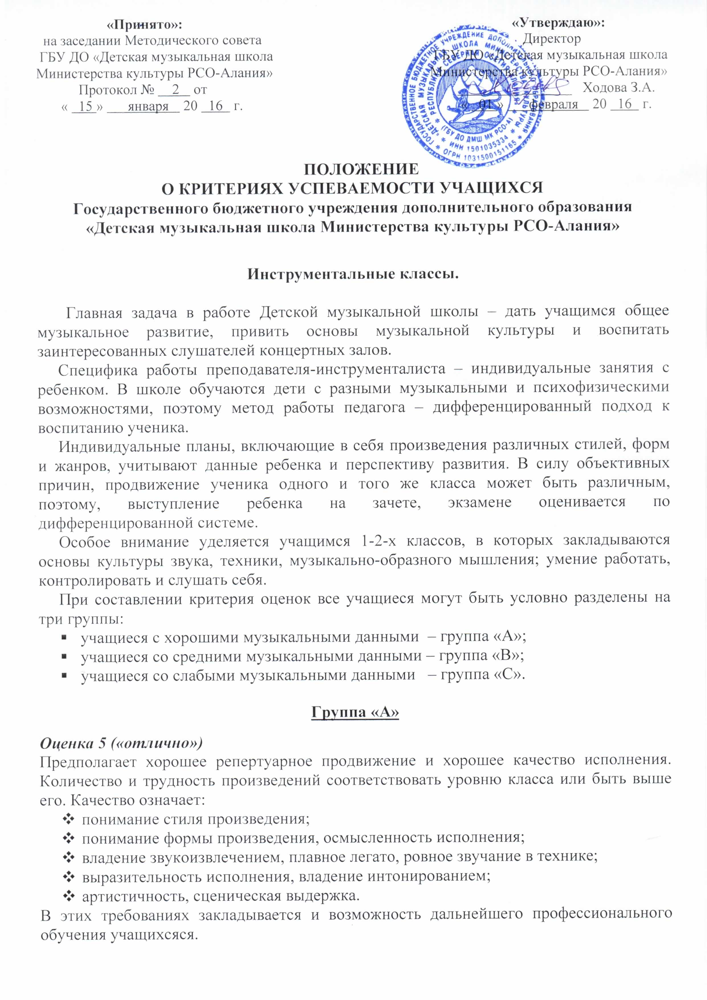 «Принято»:
на заседании Методического совета
ГБУ ДО «Детская музыкальная школа
Министерства культуры РСО-Алания»
Протокол № 2 от
« 15 » января 20 16 г.
«Утверждаю»:
Директор
ГБУ ДО «Детская музыкальная школа
Министерства культуры РСО-Алания»
Ходова З.А.
« 01 » февраля 20 16 г.
ГОСУДАРСТВЕННОЕ БЮДЖЕТНОЕ УЧРЕЖДЕНИЕ ДОПОЛНИТЕЛЬНОГО ОБРАЗОВАНИЯ * ОГРН 1031500151165 *
"ДЕТСКАЯ МУЗЫКАЛЬНАЯ ШКОЛА МИНИСТЕРСТВА КУЛЬТУРЫ * ИНН 1501035334 *
РЕСПУБЛИКИ СЕВЕРНАЯ ОСЕТИЯ-АЛАНИЯ" * (ГБУ ДО ДМШ МК РСО-А) *
ПОЛОЖЕНИЕ
О КРИТЕРИЯХ УСПЕВАЕМОСТИ УЧАЩИХСЯ
Государственного бюджетного учреждения дополнительного образования
«Детская музыкальная школа Министерства культуры РСО-Алания»
Инструментальные классы.
Главная задача в работе Детской музыкальной школы – дать учащимся общее
музыкальное развитие, привить основы музыкальной культуры и воспитать
заинтересованных слушателей концертных залов.
Специфика работы преподавателя-инструменталиста – индивидуальные занятия с
ребенком. В школе обучаются дети с разными музыкальными и психофизическими
возможностями, поэтому метод работы педагога – дифференцированный подход к
воспитанию ученика.
Индивидуальные планы, включающие в себя произведения различных стилей, форм
и жанров, учитывают данные ребенка и перспективу развития. В силу объективных
причин, продвижение ученика одного и того же класса может быть различным,
поэтому, выступление ребенка на зачете, экзамене оценивается по
дифференцированной системе.
Особое внимание уделяется учащимся 1-2-х классов, в которых закладываются
основы культуры звука, техники, музыкально-образного мышления; умение работать,
контролировать и слушать себя.
При составлении критерия оценок все учащиеся могут быть условно разделены на
три группы:
▪ учащиеся с хорошими музыкальными данными – группа «А»;
▪ учащиеся со средними музыкальными данными – группа «В»;
▪ учащиеся со слабыми музыкальными данными – группа «С».
Группа «А»
Оценка 5 («отлично»)
Предполагает хорошее репертуарное продвижение и хорошее качество исполнения.
Количество и трудность произведений соответствовать уровню класса или быть выше
его. Качество означает:
❖ понимание стиля произведения;
❖ понимание формы произведения, осмысленность исполнения;
❖ владение звукоизвлечением, плавное легато, ровное звучание в технике;
❖ выразительность исполнения, владение интонированием;
❖ артистичность, сценическая выдержка.
В этих требованиях закладывается и возможность дальнейшего профессионального
обучения учащихсяся.